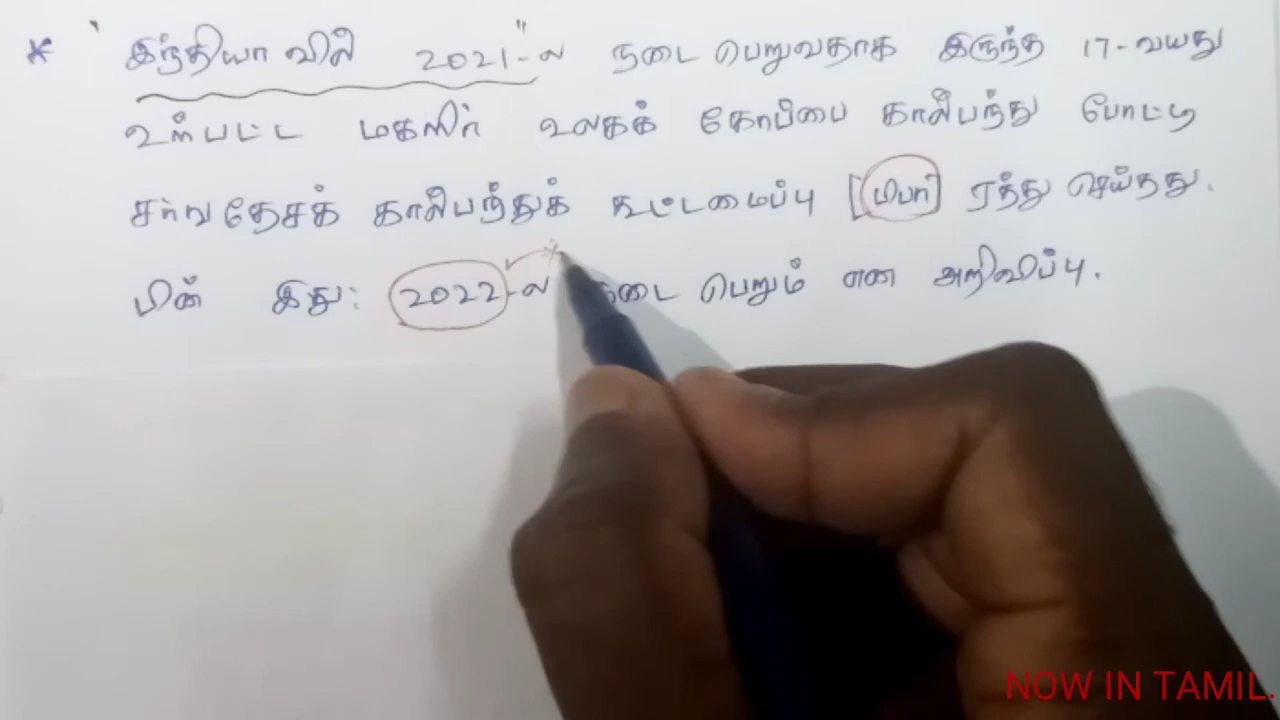 * இந்தியாவில் 2021"-ல நடைபெறுவதாக இருந்த 17-வயது
உட்பட்ட மகளிர் உலகக் கோப்பை கால்பந்து போட்டி
சர்வதேசக் கால்பந்துக் கூட்டமைப்பு [மிபா] ரத்து செய்தது.
பின் இது: 2022-ல நடைபெறும் என அறிவிப்பு.
NOW IN TAMIL.